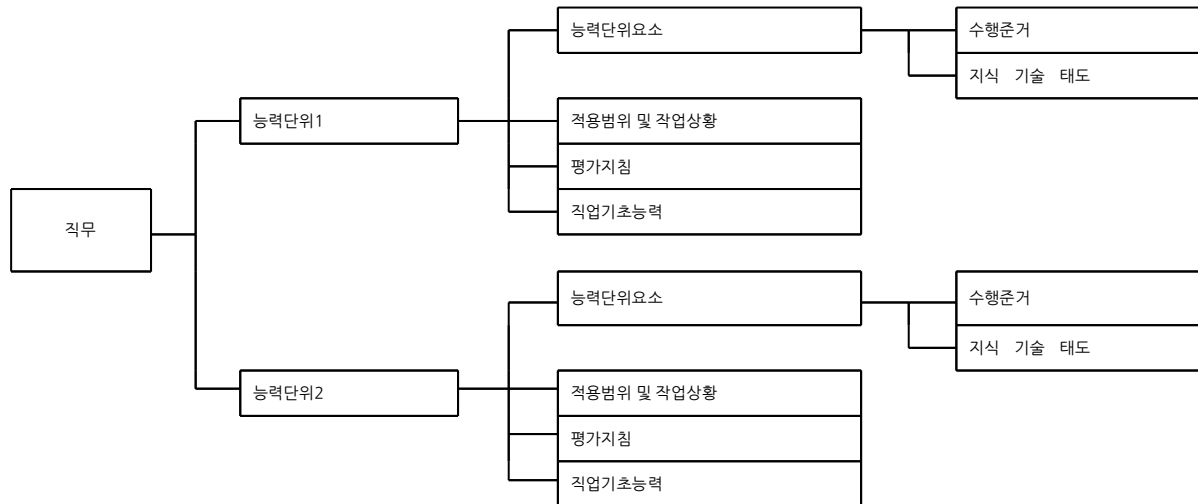 능력단위요소
수행준거
지식 기술 태도
능력단위1
적용범위 및 작업상황
평가지침
직업기초능력
직무
능력단위요소
수행준거
지식 기술 태도
능력단위2
적용범위 및 작업상황
평가지침
직업기초능력